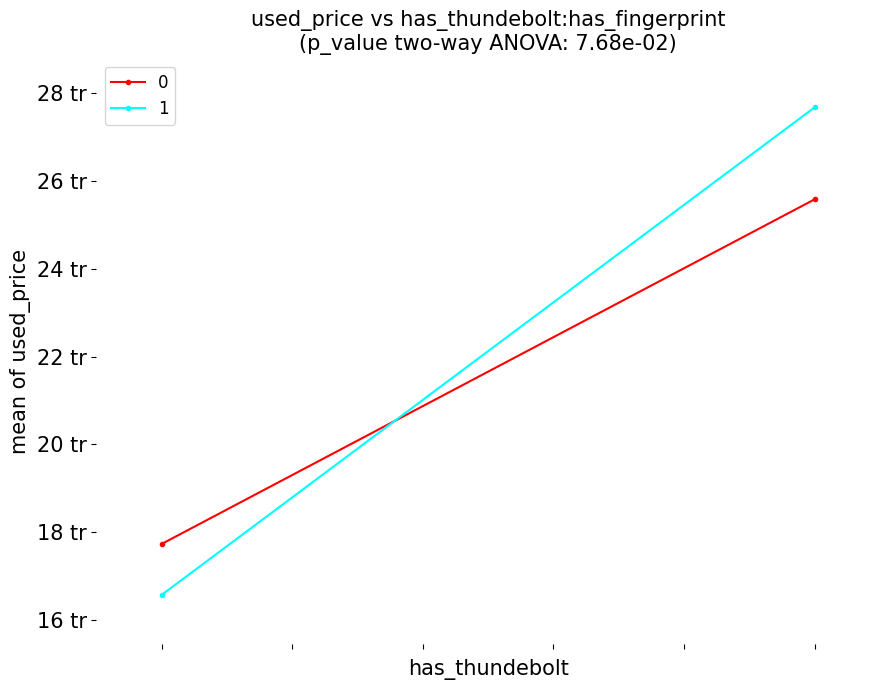 used_price vs has_thundebolt:has_fingerprint
(p_value two-way ANOVA: 7.68e-02)
0
1
28 tr
26 tr
24 tr
22 tr
20 tr
18 tr
16 tr
mean of used_price
has_thundebolt